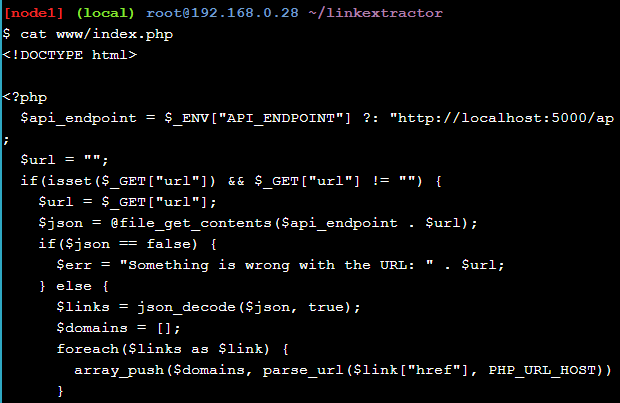 [node1] (local) root@192.168.0.28 ~/linkextractor
$ cat www/index.php
<!DOCTYPE html>

<?php
  $api_endpoint = $_ENV["API_ENDPOINT"] ?: "http://localhost:5000/ap
;
  $url = "";
  if(isset($_GET["url"]) && $_GET["url"] != "") {
    $url = $_GET["url"];
    $json = @file_get_contents($api_endpoint . $url);
    if($json == false) {
      $err = "Something is wrong with the URL: " . $url;
    } else {
      $links = json_decode($json, true);
      $domains = [];
      foreach($links as $link) {
        array_push($domains, parse_url($link["href"], PHP_URL_HOST))
      }